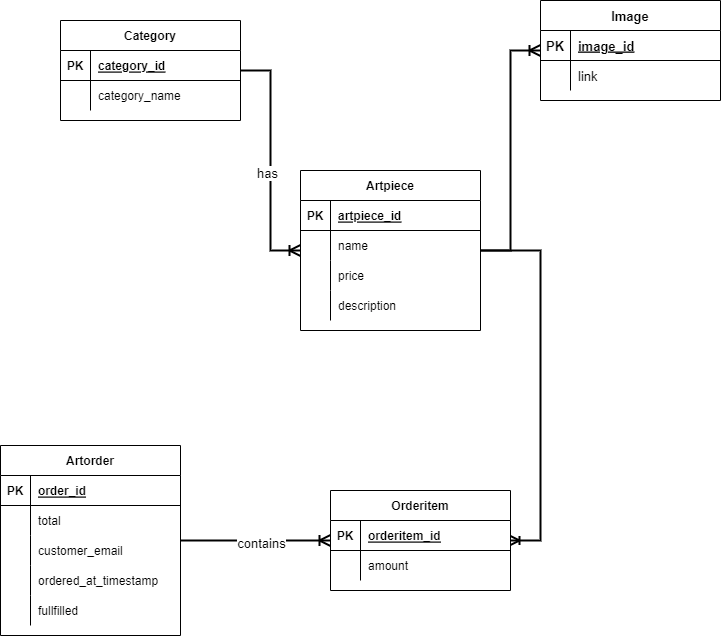 Category
PK category_id
category_name
Image
PK image_id
link
has
Artpiece
PK artpiece_id
name
price
description
Artorder
PK order_id
total
customer_email
ordered_at_timestamp
fullfilled
contains
Orderitem
PK orderitem_id
amount